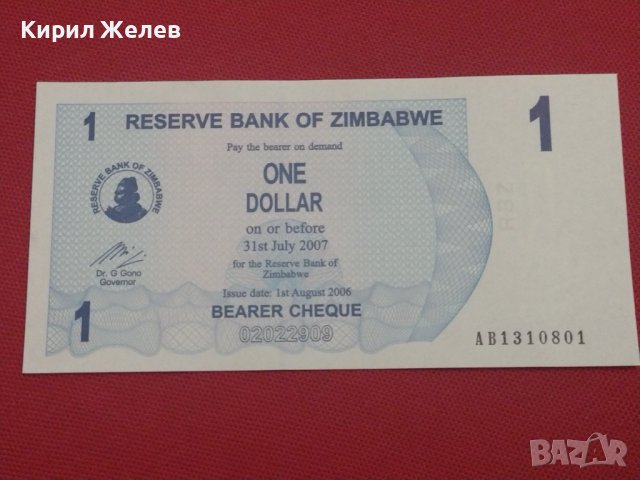 Кирил Желев
1 RESERVE BANK OF ZIMBABWE 1
Pay the bearer on demand
ONE
DOLLAR
on or before
31st July 2007
for the Reserve Bank of
Zimbabwe
Issue date: 1st August 2006
BEARER CHEQUE
02022909
RESERVE BANK OF ZIMBABWE
Dr. G Gono
Governor
1
AB1310801
BAZAR